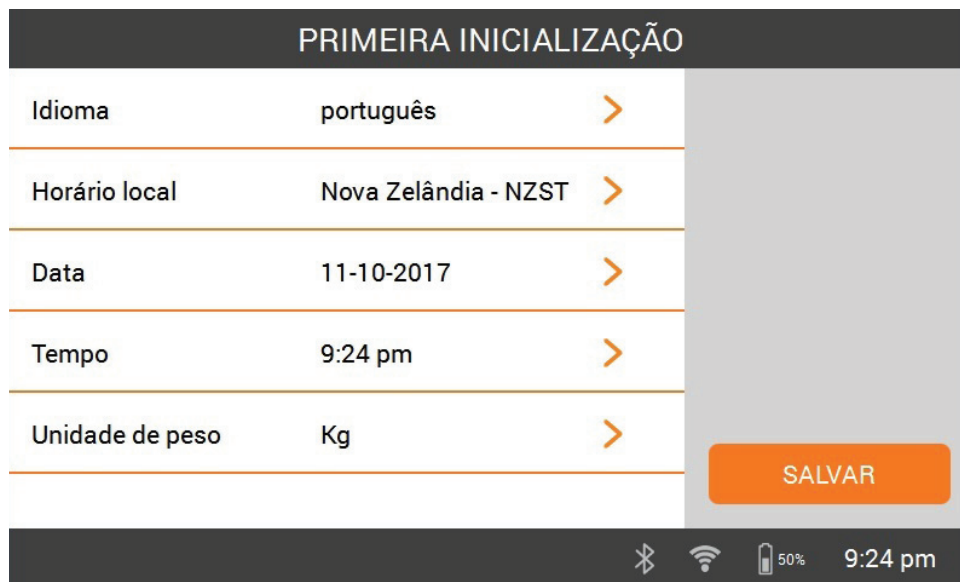 PRIMEIRA INICIALIZAÇÃO
Idioma português
Horário local Nova Zelândia - NZST
Data 11-10-2017
Tempo 9:24 pm
Unidade de peso Kg
SALVAR
50% 9:24 pm